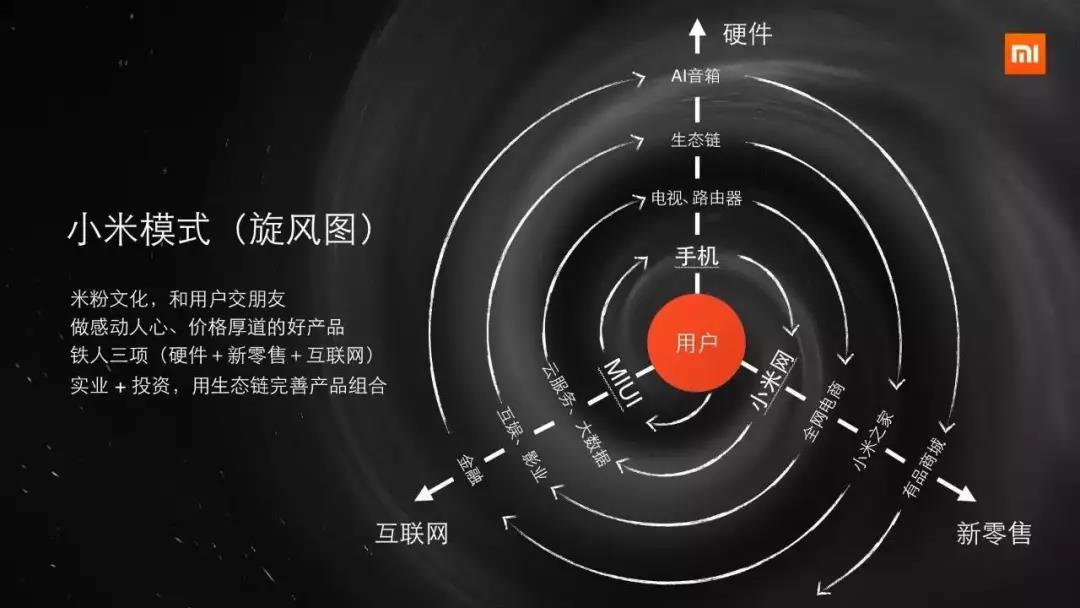 硬件
mi
AI音箱
生态链
电视、路由器
手机
用户
小米模式（旋风图）
米粉文化，和用户交朋友
做感动人心、价格厚道的好产品
铁人三项（硬件+新零售+互联网）
实业+投资，用生态链完善产品组合
MIUI
云服务、大数据
互娱、影业
金融
互联网
小米网
全网电商
小米之家
有品商城
新零售